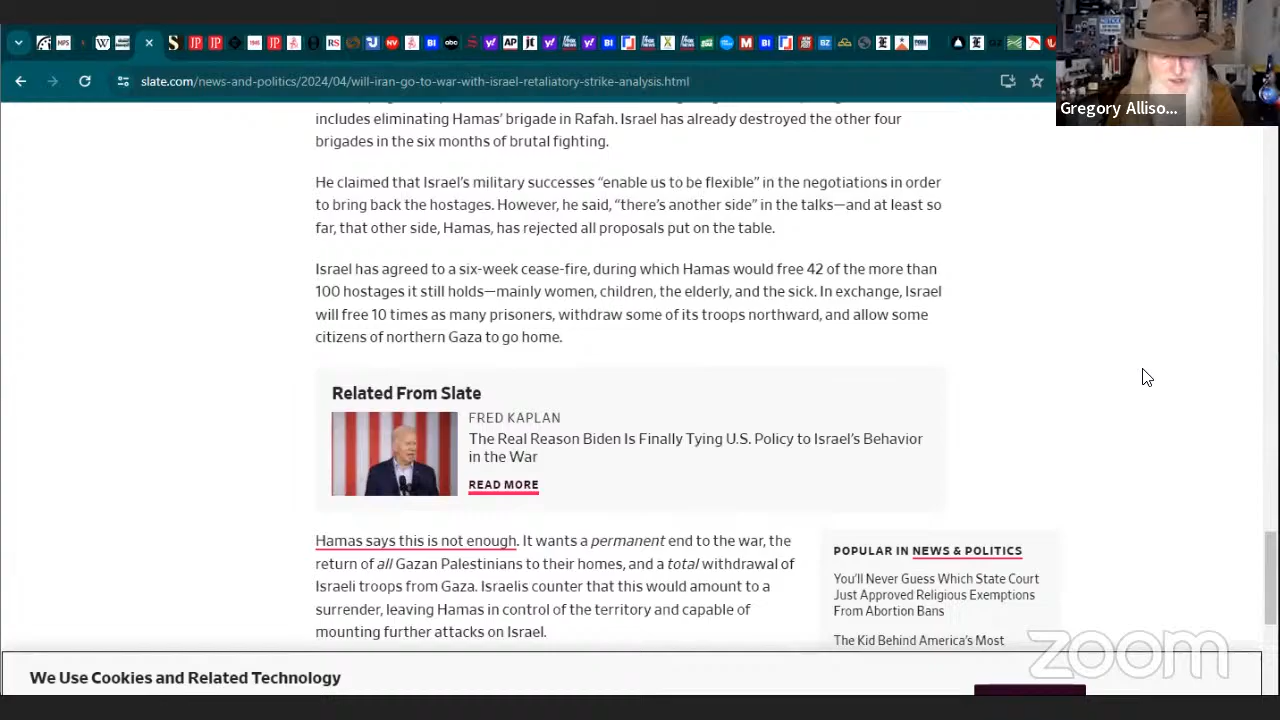 slate.com/news-and-politics/2024/04/will-iran-go-to-war-with-israel-retaliatory-strike-analysis.html
Gregory Alliso...
includes eliminating Hamas' brigade in Rafah. Israel has already destroyed the other four
brigades in the six months of brutal fighting.
He claimed that Israel's military successes “enable us to be flexible” in the negotiations in order
to bring back the hostages. However, he said, “there's another side” in the talks—and at least so
far, that other side, Hamas, has rejected all proposals put on the table.
Israel has agreed to a six-week cease-fire, during which Hamas would free 42 of the more than
100 hostages it still holds—mainly women, children, the elderly, and the sick. In exchange, Israel
will free 10 times as many prisoners, withdraw some of its troops northward, and allow some
citizens of northern Gaza to go home.
Related From Slate
FRED KAPLAN
The Real Reason Biden Is Finally Tying U.S. Policy to Israel's Behavior
in the War
READ MORE
Hamas says this is not enough. It wants a permanent end to the war, the
return of all Gazan Palestinians to their homes, and a total withdrawal of
Israeli troops from Gaza. Israelis counter that this would amount to a
surrender, leaving Hamas in control of the territory and capable of
mounting further attacks on Israel.
POPULAR IN NEWS & POLITICS
You'll Never Guess Which State Court
Just Approved Religious Exemptions
From Abortion Bans
The Kid Behind America's Most
zoom
We Use Cookies and Related Technology